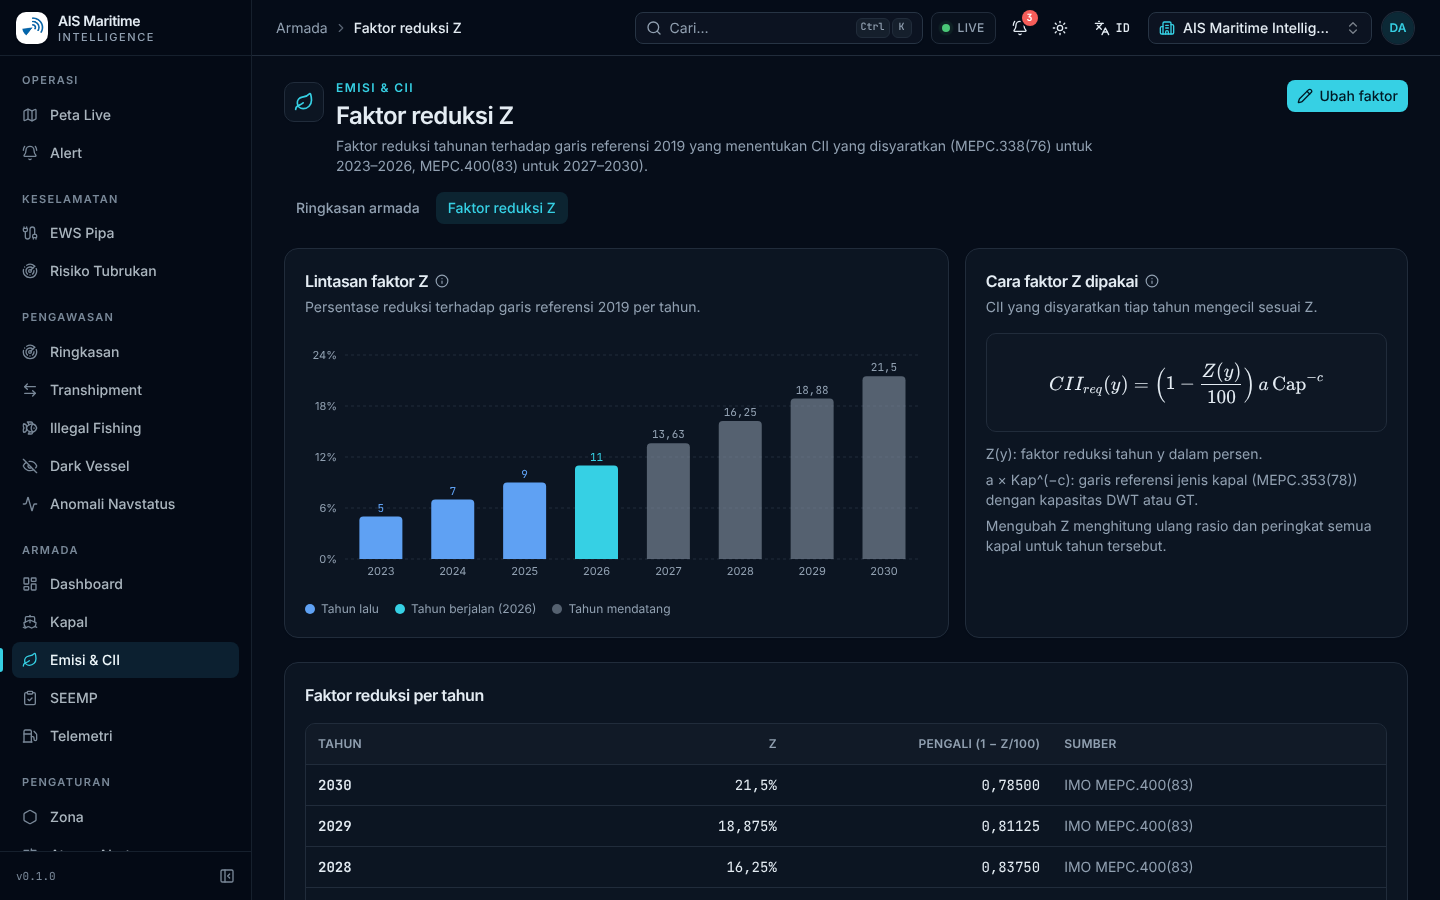 AIS Maritime
INTELLIGENCE
Armada > Faktor reduksi Z
Cari...
Ctrl K
LIVE
3
ID
AIS Maritime Intellig...
DA
OPERASI
Peta Live
Alert
KESELAMATAN
EWS Pipa
Risiko Tubrukan
PENGAWASAN
Ringkasan
Transhipment
Illegal Fishing
Dark Vessel
Anomali Navstatus
ARMADA
Dashboard
Kapal
Emisi & CII
SEEMP
Telemetri
PENGATURAN
Zona
v0.1.0
EMISI & CII
Faktor reduksi Z
Faktor reduksi tahunan terhadap garis referensi 2019 yang menentukan CII yang disyaratkan (MEPC.338(76) untuk
2023–2026, MEPC.400(83) untuk 2027–2030).
Ubah faktor
Ringkasan armada
Faktor reduksi Z
Lintasan faktor Z
Persentase reduksi terhadap garis referensi 2019 per tahun.
24%
18%
12%
6%
0%
5
7
9
11
13,63
16,25
18,88
21,5
2023
2024
2025
2026
2027
2028
2029
2030
Tahun lalu
Tahun berjalan (2026)
Tahun mendatang
Cara faktor Z dipakai
CII yang disyaratkan tiap tahun mengecil sesuai Z.
CII_req(y) = (1 − Z(y)/100) a Cap^−c
Z(y): faktor reduksi tahun y dalam persen.
a × Kap^(−c): garis referensi jenis kapal (MEPC.353(78))
dengan kapasitas DWT atau GT.
Mengubah Z menghitung ulang rasio dan peringkat semua
kapal untuk tahun tersebut.
Faktor reduksi per tahun
TAHUN Z PENGALI (1 − Z/100) SUMBER
2030 21,5% 0,78500 IMO MEPC.400(83)
2029 18,875% 0,81125 IMO MEPC.400(83)
2028 16,25% 0,83750 IMO MEPC.400(83)